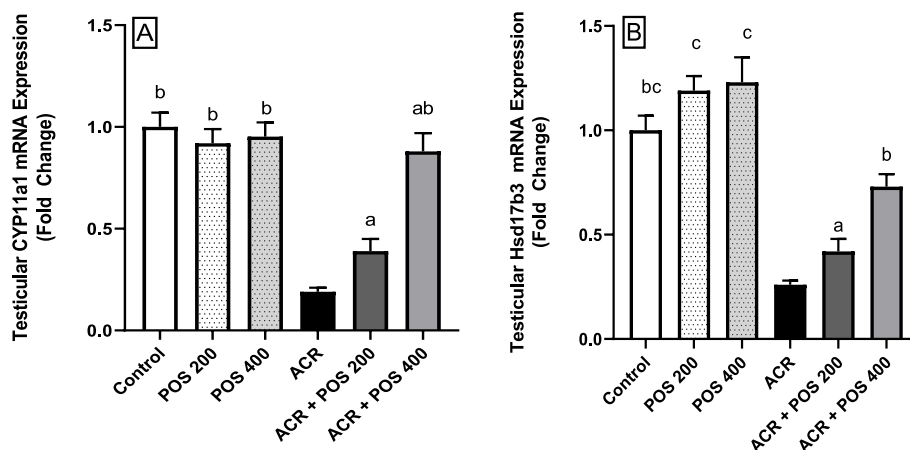 A
Testicular CYP11a1 mRNA Expression
(Fold Change)
1.5
1.0
0.5
0.0
b
b
b
a
ab
Control
POS 200
POS 400
ACR
ACR + POS 200
ACR + POS 400
B
Testicular Hsd17b3 mRNA Expression
(Fold Change)
1.5
1.0
0.5
0.0
bc
c
c
a
b
Control
POS 200
POS 400
ACR
ACR + POS 200
ACR + POS 400